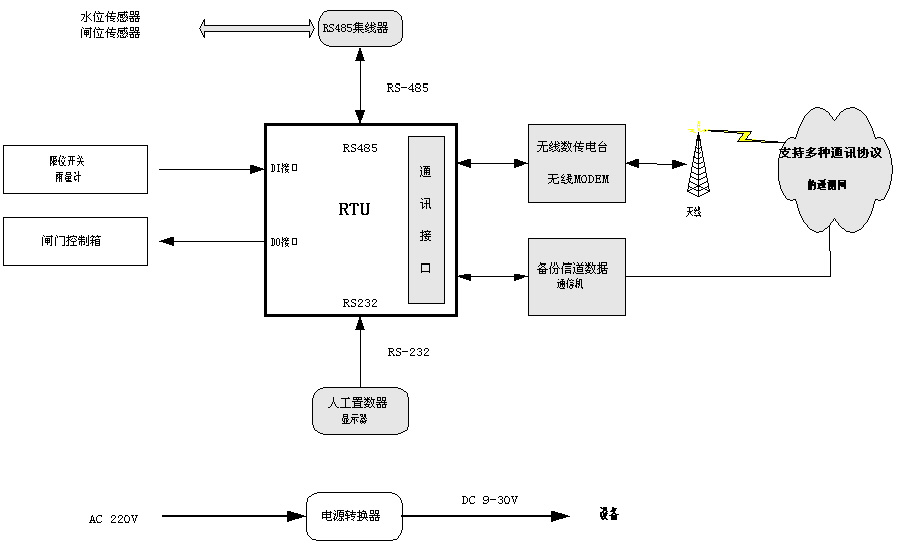 水位传感器
闸位传感器
RS485集线器
RS-485
限位开关
雨量计
DI接口
RS485
RTU
通
讯
接
口
无线数传电台
无线MODEM
天线
支持多种通讯协议
的遥测网
闸门控制箱
DO接口
RS232
备份信道数据
通信机
RS-232
人工置数器
显示器
AC 220V
电源转换器
DC 9-30V
设备